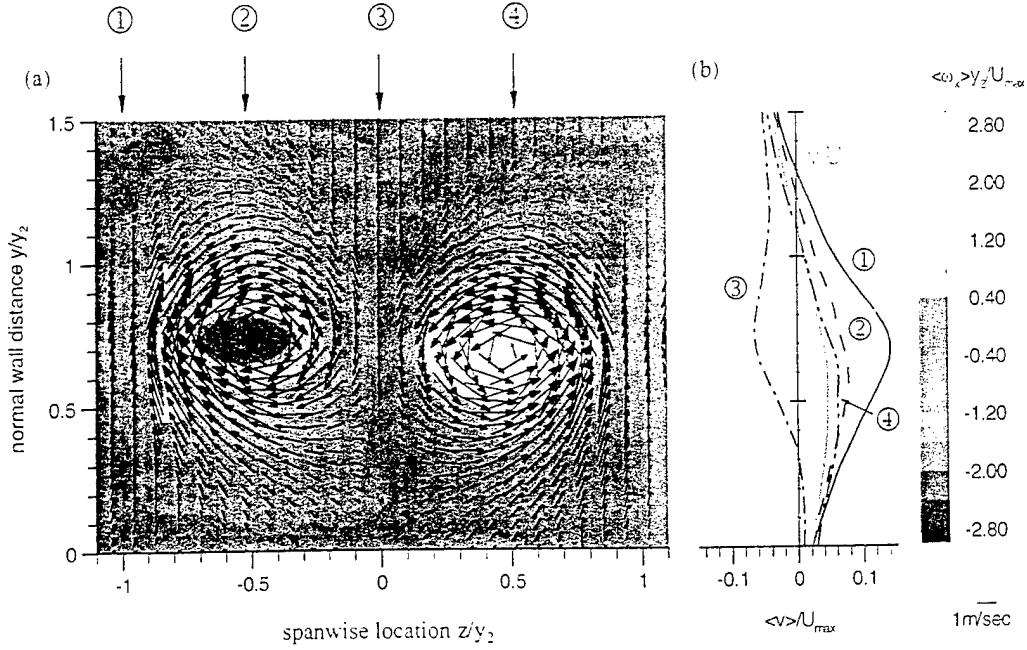 ① ② ③ ④
(a) (b) <ωₓ>y₂/Uₘₐₓ
1.5
1
0.5
0
normal wall distance y/y₂
-1 -0.5 0 0.5 1
spanwise location z/y₂
①
②
③
④
-0.1 0 0.1
<v>/Uₘₐₓ
2.80
2.00
1.20
0.40
-0.40
-1.20
-2.00
-2.80
1m/sec